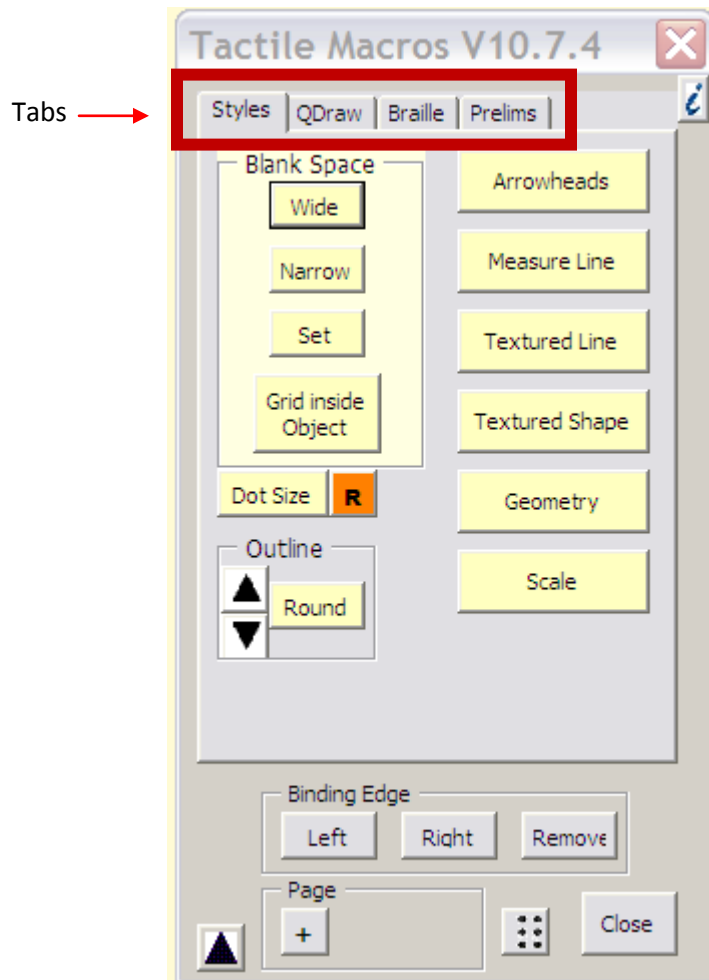 Tactile Macros V10.7.4
Tabs
Styles QDraw Braille Prelims
i
Blank Space
Wide
Narrow
Set
Grid inside
Object
Dot Size R
Outline
Round
Arrowheads
Measure Line
Textured Line
Textured Shape
Geometry
Scale
Binding Edge
Left Right Remove
Page
+
Close